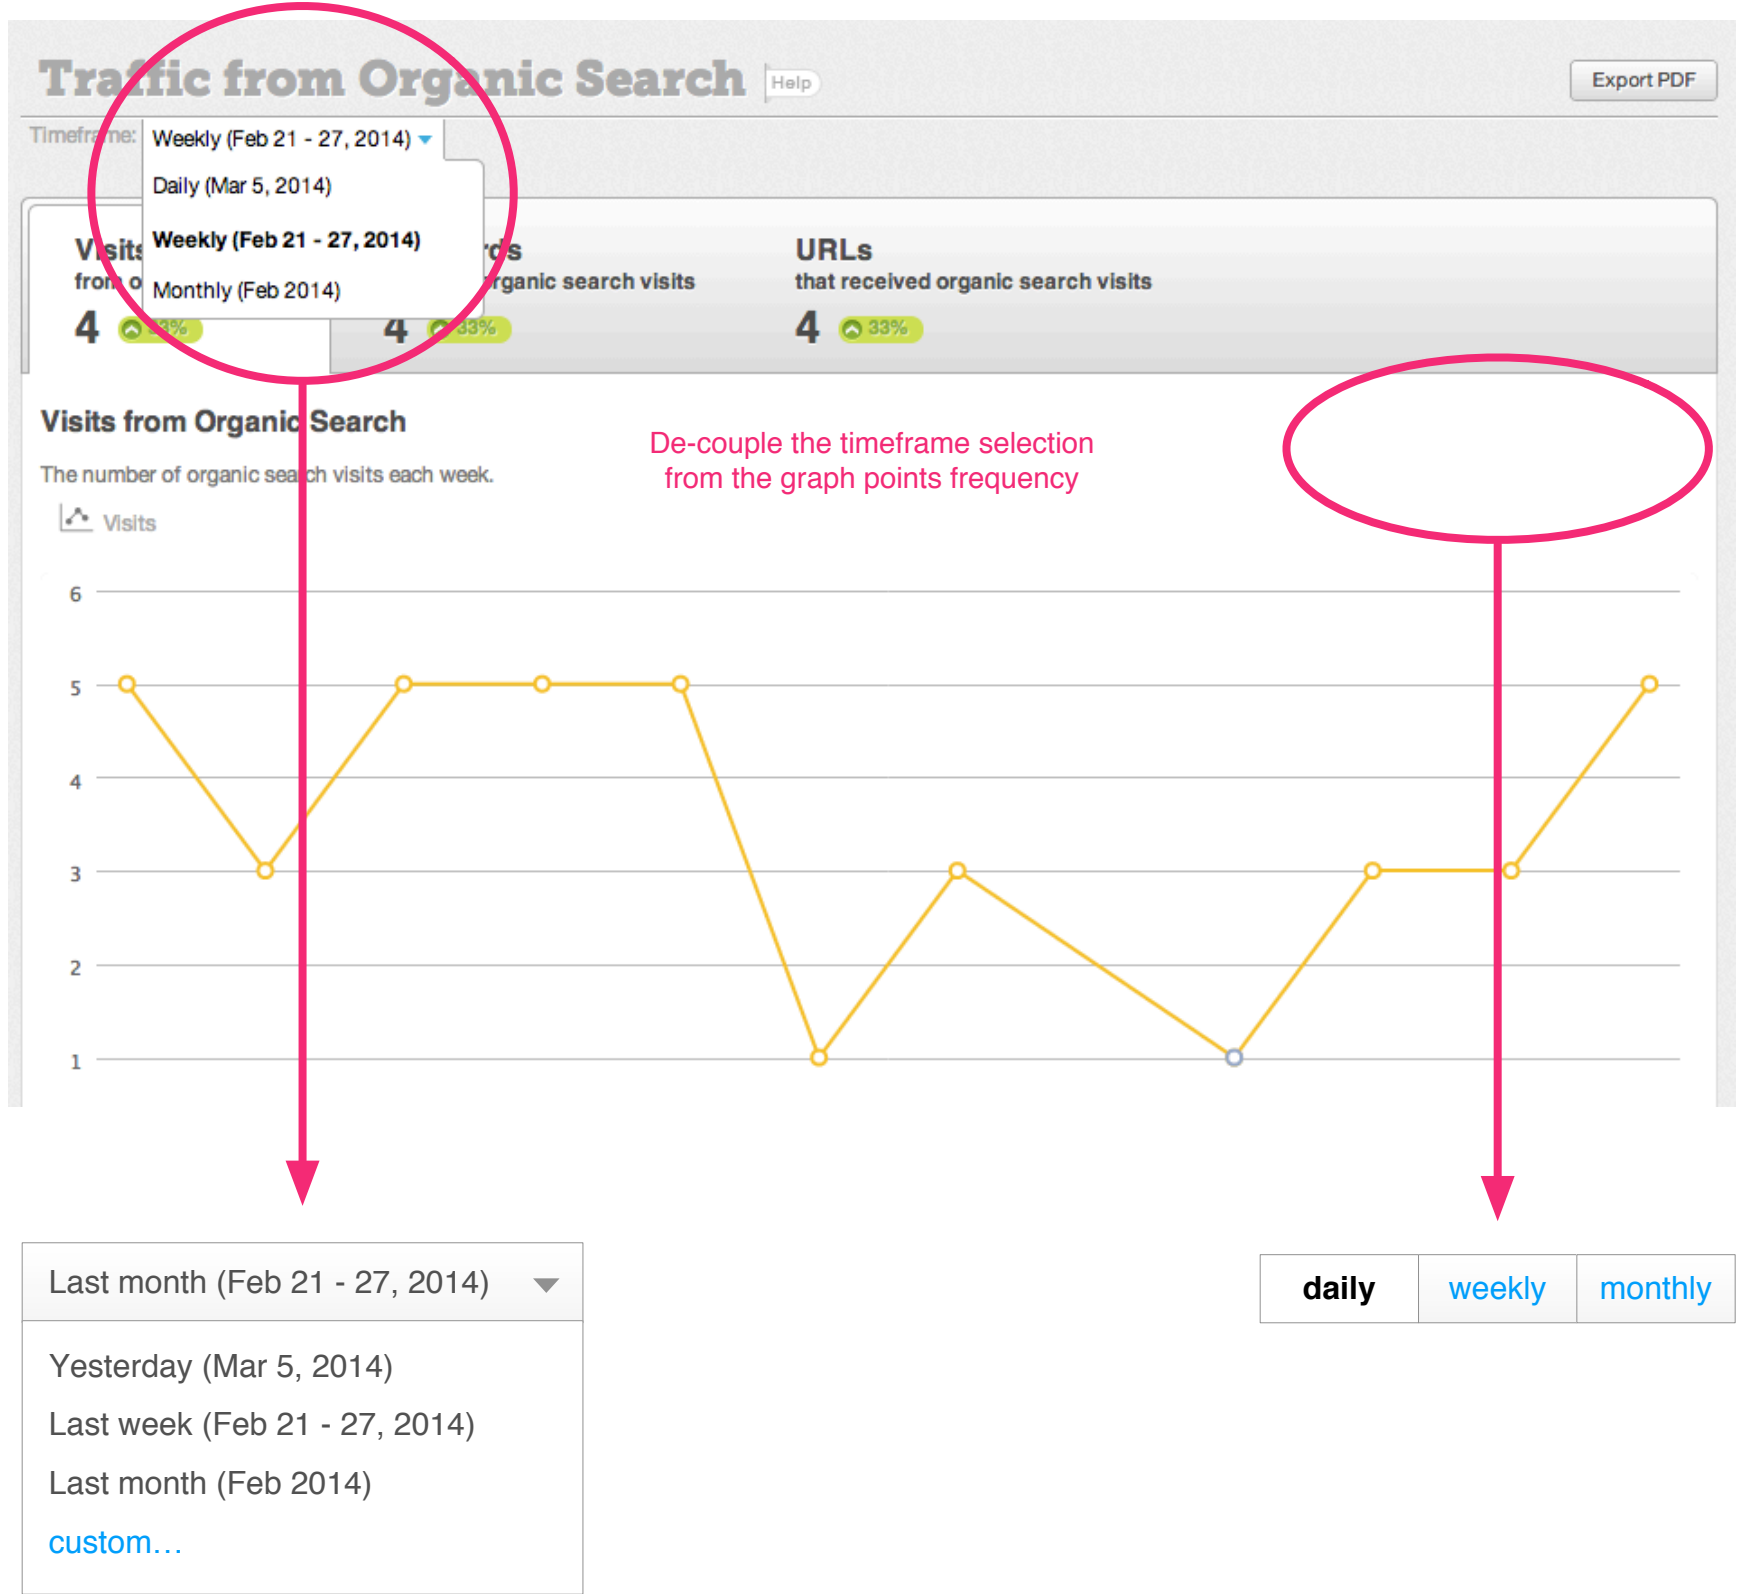 Traffic from Organic Search Help
Export PDF
Timeframe: Weekly (Feb 21 - 27, 2014)
Daily (Mar 5, 2014)
Weekly (Feb 21 - 27, 2014)
Monthly (Feb 2014)
Visits
from
4 33%
organic search visits
4 33%
URLs
that received organic search visits
4 33%
Visits from Organic Search
The number of organic search visits each week.
Visits
De-couple the timeframe selection
from the graph points frequency
6
5
4
3
2
1
Last month (Feb 21 - 27, 2014)
Yesterday (Mar 5, 2014)
Last week (Feb 21 - 27, 2014)
Last month (Feb 2014)
custom…
daily weekly monthly